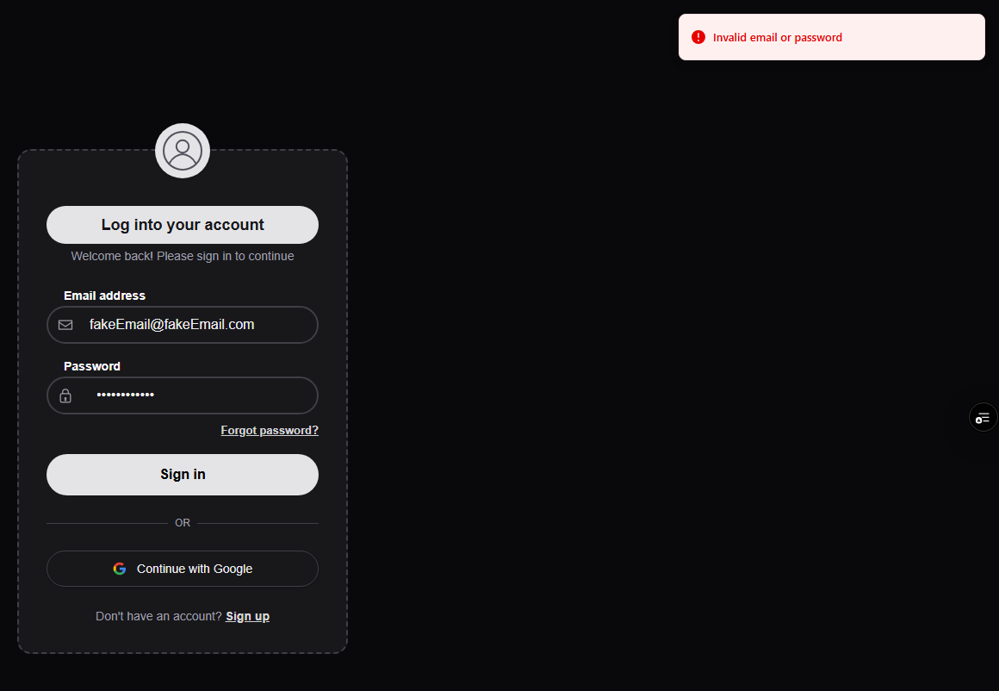 Invalid email or password
Log into your account
Welcome back! Please sign in to continue
Email address
fakeEmail@fakeEmail.com
Password
••••••••••••
Forgot password?
Sign in
OR
Continue with Google
Don't have an account? Sign up